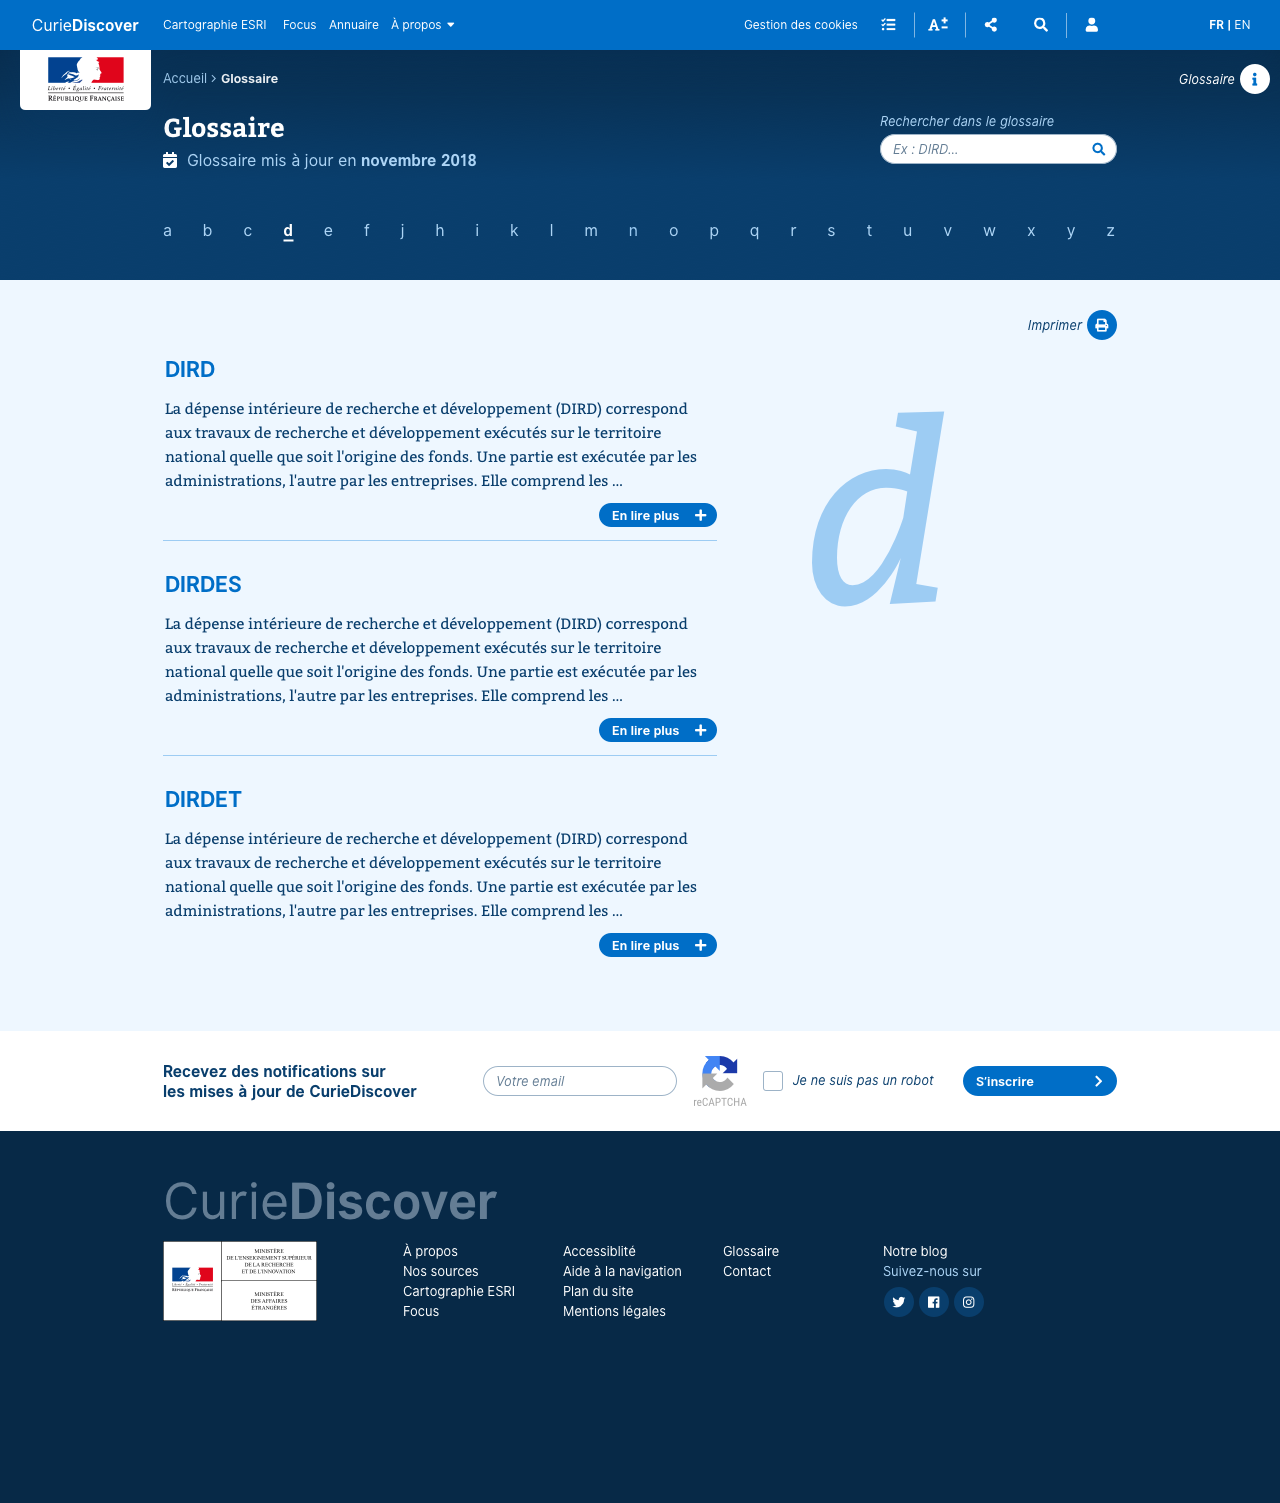 CurieDiscover Cartographie ESRI Focus Annuaire À propos Gestion des cookies A± FR | EN
Liberté • Égalité • Fraternité
RÉPUBLIQUE FRANÇAISE
Accueil > Glossaire
Glossaire
Glossaire
Glossaire mis à jour en novembre 2018
Rechercher dans le glossaire
Ex : DIRD...
a b c d e f j h i k l m n o p q r s t u v w x y z
Imprimer
DIRD
La dépense intérieure de recherche et développement (DIRD) correspond
aux travaux de recherche et développement exécutés sur le territoire
national quelle que soit l'origine des fonds. Une partie est exécutée par les
administrations, l'autre par les entreprises. Elle comprend les ...
En lire plus
d
DIRDES
La dépense intérieure de recherche et développement (DIRD) correspond
aux travaux de recherche et développement exécutés sur le territoire
national quelle que soit l'origine des fonds. Une partie est exécutée par les
administrations, l'autre par les entreprises. Elle comprend les ...
En lire plus
DIRDET
La dépense intérieure de recherche et développement (DIRD) correspond
aux travaux de recherche et développement exécutés sur le territoire
national quelle que soit l'origine des fonds. Une partie est exécutée par les
administrations, l'autre par les entreprises. Elle comprend les ...
En lire plus
Recevez des notifications sur
les mises à jour de CurieDiscover
Votre email
reCAPTCHA
Je ne suis pas un robot
S'inscrire
CurieDiscover
Liberté • Égalité • Fraternité
RÉPUBLIQUE FRANÇAISE
MINISTÈRE
DE L'ENSEIGNEMENT SUPÉRIEUR
DE LA RECHERCHE
ET DE L'INNOVATION
MINISTÈRE
DES AFFAIRES
ÉTRANGÈRES
À propos
Nos sources
Cartographie ESRI
Focus
Accessiblité
Aide à la navigation
Plan du site
Mentions légales
Glossaire
Contact
Notre blog
Suivez-nous sur